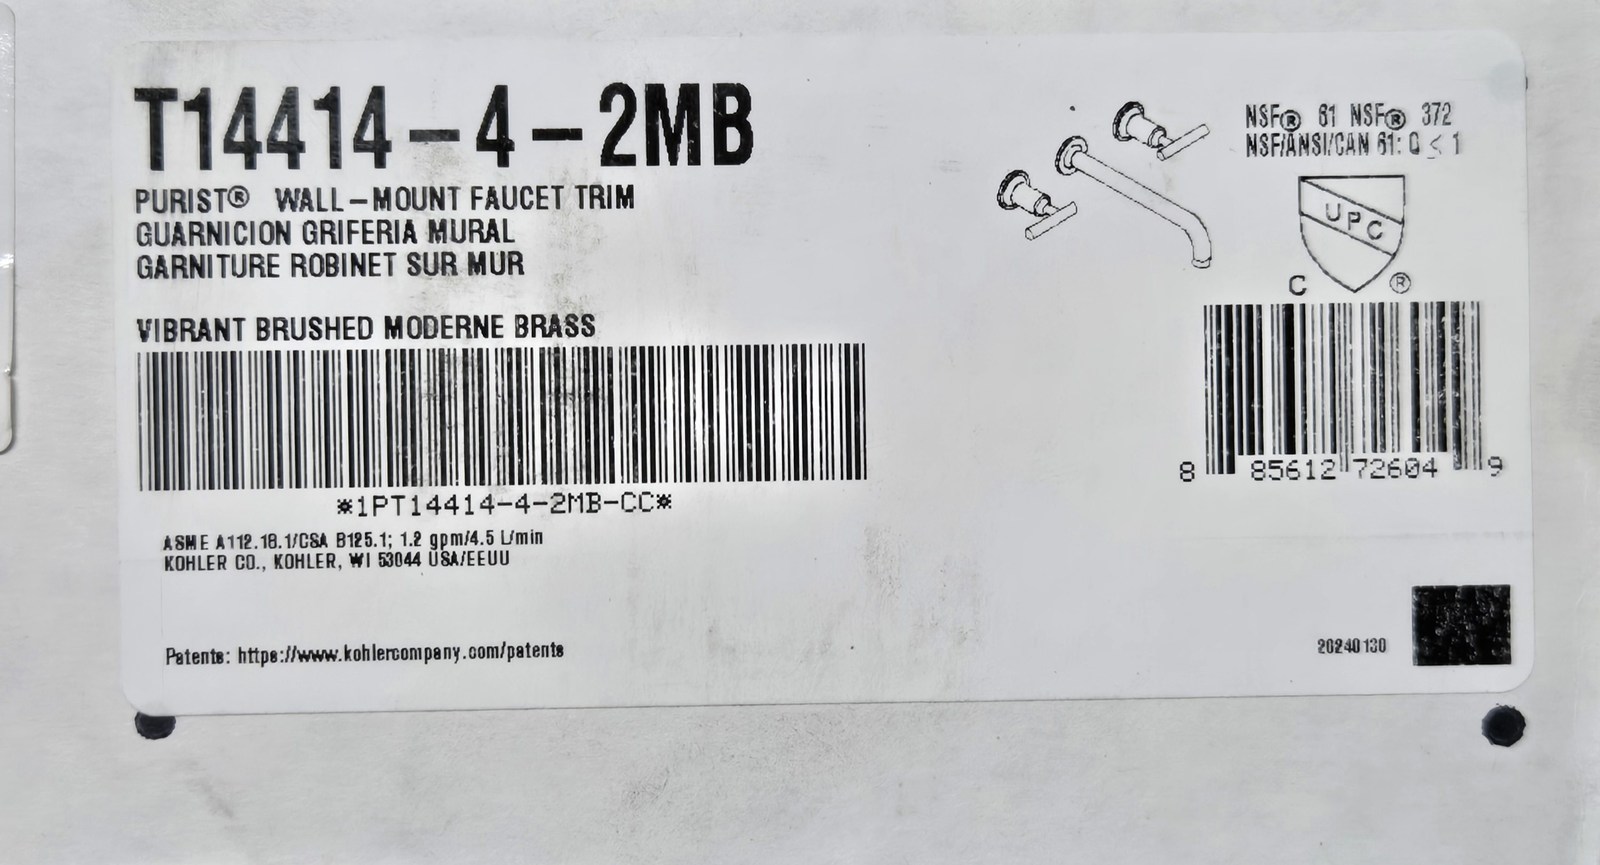 T14414-4-2MB
PURIST® WALL-MOUNT FAUCET TRIM
GUARNICION GRIFERIA MURAL
GARNITURE ROBINET SUR MUR
VIBRANT BRUSHED MODERNE BRASS
*1PT14414-4-2MB-CC*
ASME A112.18.1/CSA B125.1; 1.2 gpm/4.5 L/min
KOHLER CO., KOHLER, WI 53044 USA/EEUU
Patents: https://www.kohlercompany.com/patents
NSF® 61 NSF® 372
NSF/ANSI/CAN 61: Q ≤ 1
UPC
C ®
8 85612 72604 9
20240130